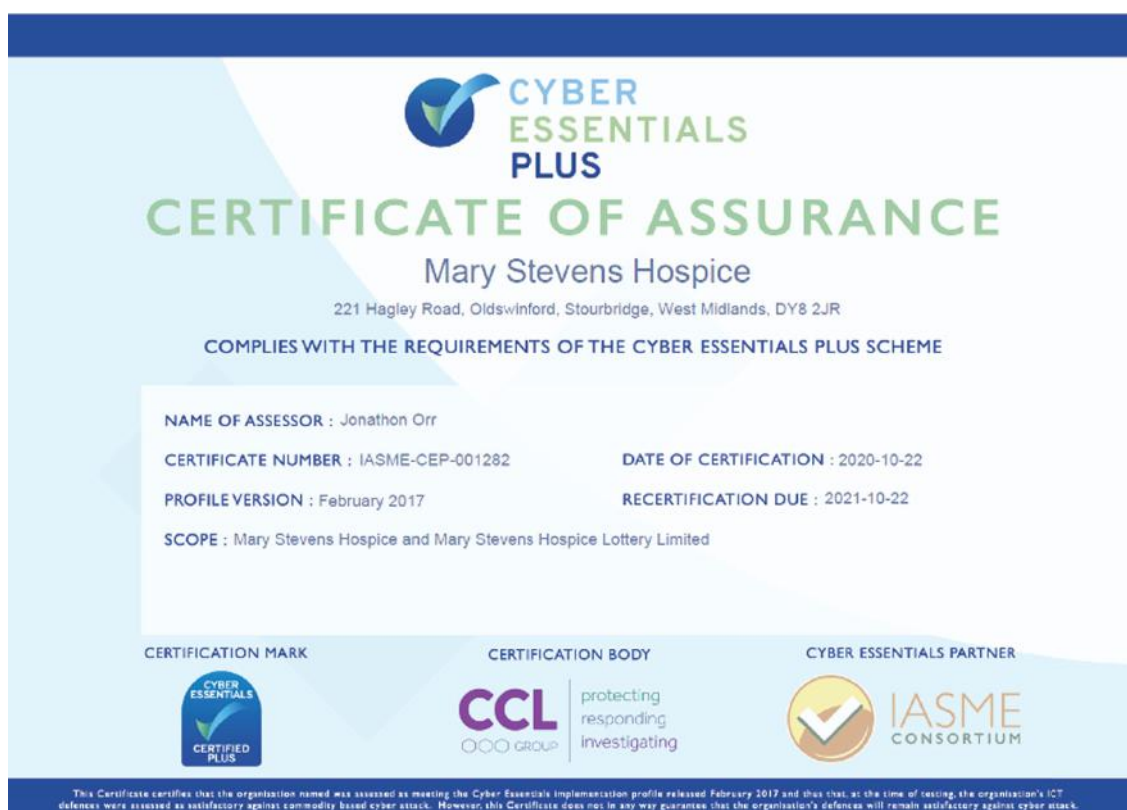 CYBER
ESSENTIALS
PLUS
CERTIFICATE OF ASSURANCE
Mary Stevens Hospice
221 Hagley Road, Oldswinford, Stourbridge, West Midlands, DY8 2JR
COMPLIES WITH THE REQUIREMENTS OF THE CYBER ESSENTIALS PLUS SCHEME
NAME OF ASSESSOR : Jonathon Orr
CERTIFICATE NUMBER : IASME-CEP-001282
DATE OF CERTIFICATION : 2020-10-22
PROFILE VERSION : February 2017
RECERTIFICATION DUE : 2021-10-22
SCOPE : Mary Stevens Hospice and Mary Stevens Hospice Lottery Limited
CERTIFICATION MARK
CERTIFICATION BODY
CYBER ESSENTIALS PARTNER
CYBER
ESSENTIALS
CERTIFIED
PLUS
CCL
GROUP
protecting
responding
investigating
IASME
CONSORTIUM
This Certificate certifies that the organisation named was assessed as meeting the Cyber Essentials implementation profile released February 2017 and thus that, at the time of testing, the organisation's ICT
defences were assessed as satisfactory against commodity based cyber attack. However, this Certificate does not in any way guarantee that the organisation's defences will remain satisfactory against cyber attack.